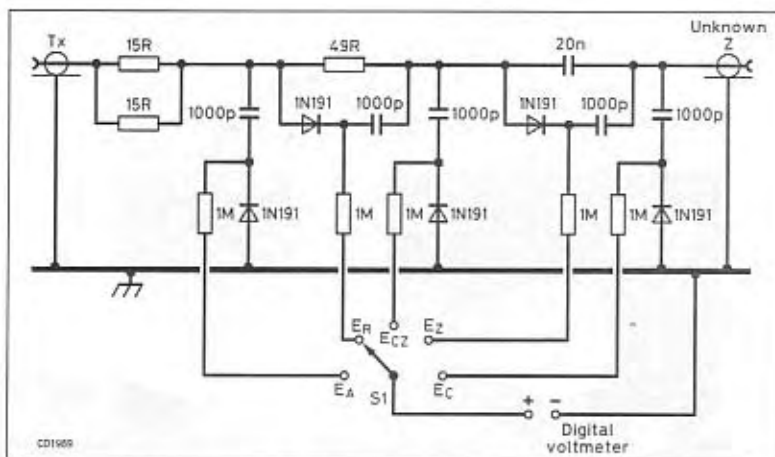 Tx
15R
15R
1000p
49R
1N191
1000p
1000p
20n
1N191
1000p
1000p
Unknown
Z
1M
1N191
1M
1M
1N191
1M
1M
1N191
ER
ECZ
EZ
EA
S1
EC
+ −
Digital
voltmeter
CD1989